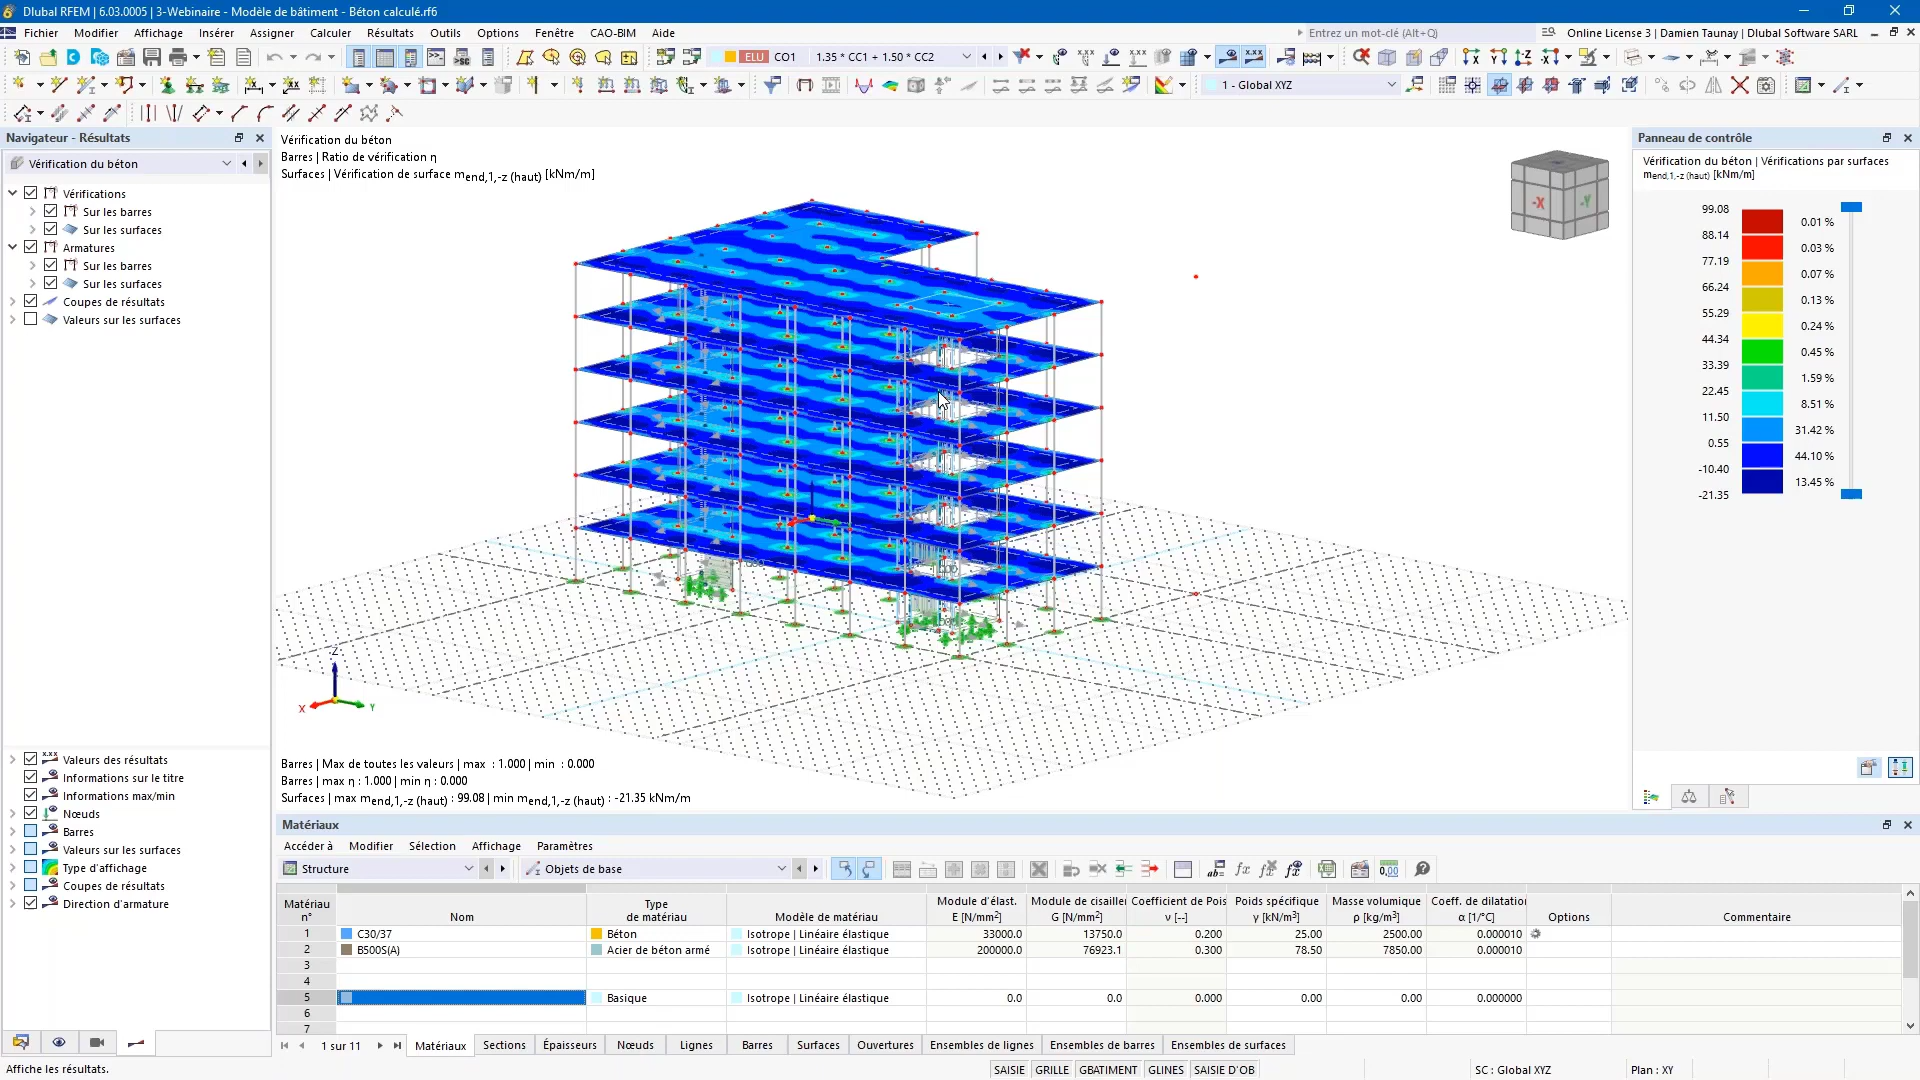 Dlubal RFEM | 6.03.0005 | 3-Webinaire - Modèle de bâtiment - Béton calculé.rf6
Fichier Modifier Affichage Insérer Assigner Calculer Résultats Outils Options Fenêtre CAO-BIM Aide
Entrez un mot-clé (Alt+Q)
Online License 3 | Damien Taunay | Dlubal Software SARL
ELU CO1 1.35 * CC1 + 1.50 * CC2
1 - Global XYZ
Navigateur - Résultats
Vérification du béton
Vérifications
Sur les barres
Sur les surfaces
Armatures
Sur les barres
Sur les surfaces
Coupes de résultats
Valeurs sur les surfaces
Valeurs des résultats
Informations sur le titre
Informations max/min
Nœuds
Barres
Valeurs sur les surfaces
Type d'affichage
Coupes de résultats
Direction d'armature
Vérification du béton
Barres | Ratio de vérification η
Surfaces | Vérification de surface mend,1,-z (haut) [kNm/m]
-X -Y
Z
X
Y
Barres | Max de toutes les valeurs | max : 1.000 | min : 0.000
Barres | max η : 1.000 | min η : 0.000
Surfaces | max mend,1,-z (haut) : 99.08 | min mend,1,-z (haut) : -21.35 kNm/m
Panneau de contrôle
Vérification du béton | Vérifications par surfaces
mend,1,-z (haut) [kNm/m]
99.08
0.01 %
88.14
0.03 %
77.19
0.07 %
66.24
0.13 %
55.29
0.24 %
44.34
0.45 %
33.39
1.59 %
22.45
8.51 %
11.50
31.42 %
0.55
44.10 %
-10.40
13.45 %
-21.35
Matériaux
Accéder à Modifier Sélection Affichage Paramètres
Structure
Objets de base
Matériau n° Nom Type de matériau Modèle de matériau Module d'élast. E [N/mm2] Module de cisailler G [N/mm2] Coefficient de Pois ν [--] Poids spécifique γ [kN/m3] Masse volumique ρ [kg/m3] Coeff. de dilatation α [1/°C] Options Commentaire
1 C30/37 Béton Isotrope | Linéaire élastique 33000.0 13750.0 0.200 25.00 2500.00 0.000010
2 B500S(A) Acier de béton armé Isotrope | Linéaire élastique 200000.0 76923.1 0.300 78.50 7850.00 0.000010
3
4
5 Basique Isotrope | Linéaire élastique 0.0 0.0 0.000 0.00 0.00 0.000000
6
7
1 sur 11
Matériaux Sections Épaisseurs Nœuds Lignes Barres Surfaces Ouvertures Ensembles de lignes Ensembles de barres Ensembles de surfaces
Affiche les résultats.
SAISIE GRILLE GBATIMENT GLINES SAISIE D'OB
SC : Global XYZ
Plan : XY